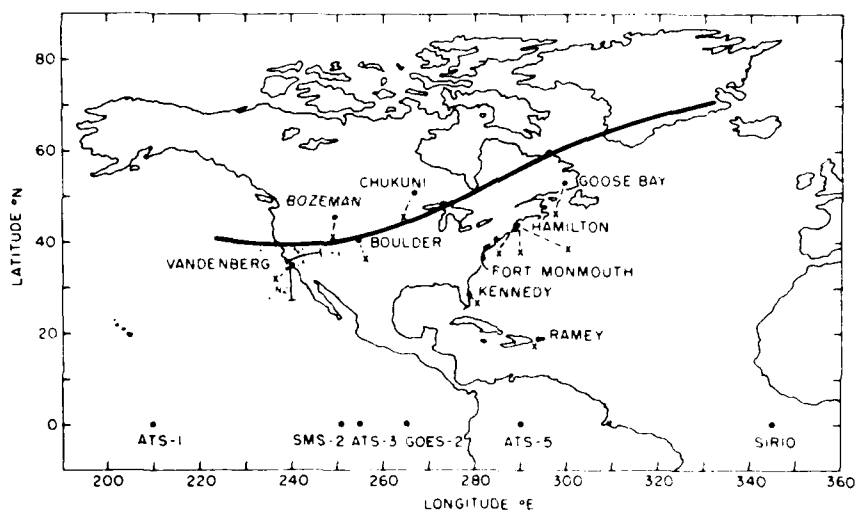 80
60
40
20
0
LATITUDE °N
CHUKUNI
BOZEMAN
GOOSE BAY
BOULDER
HAMILTON
VANDENBERG
FORT MONMOUTH
KENNEDY
RAMEY
ATS-1
SMS-2
ATS-3
GOES-2
ATS-5
SIRIO
200 220 240 260 280 300 320 340 360
LONGITUDE °E